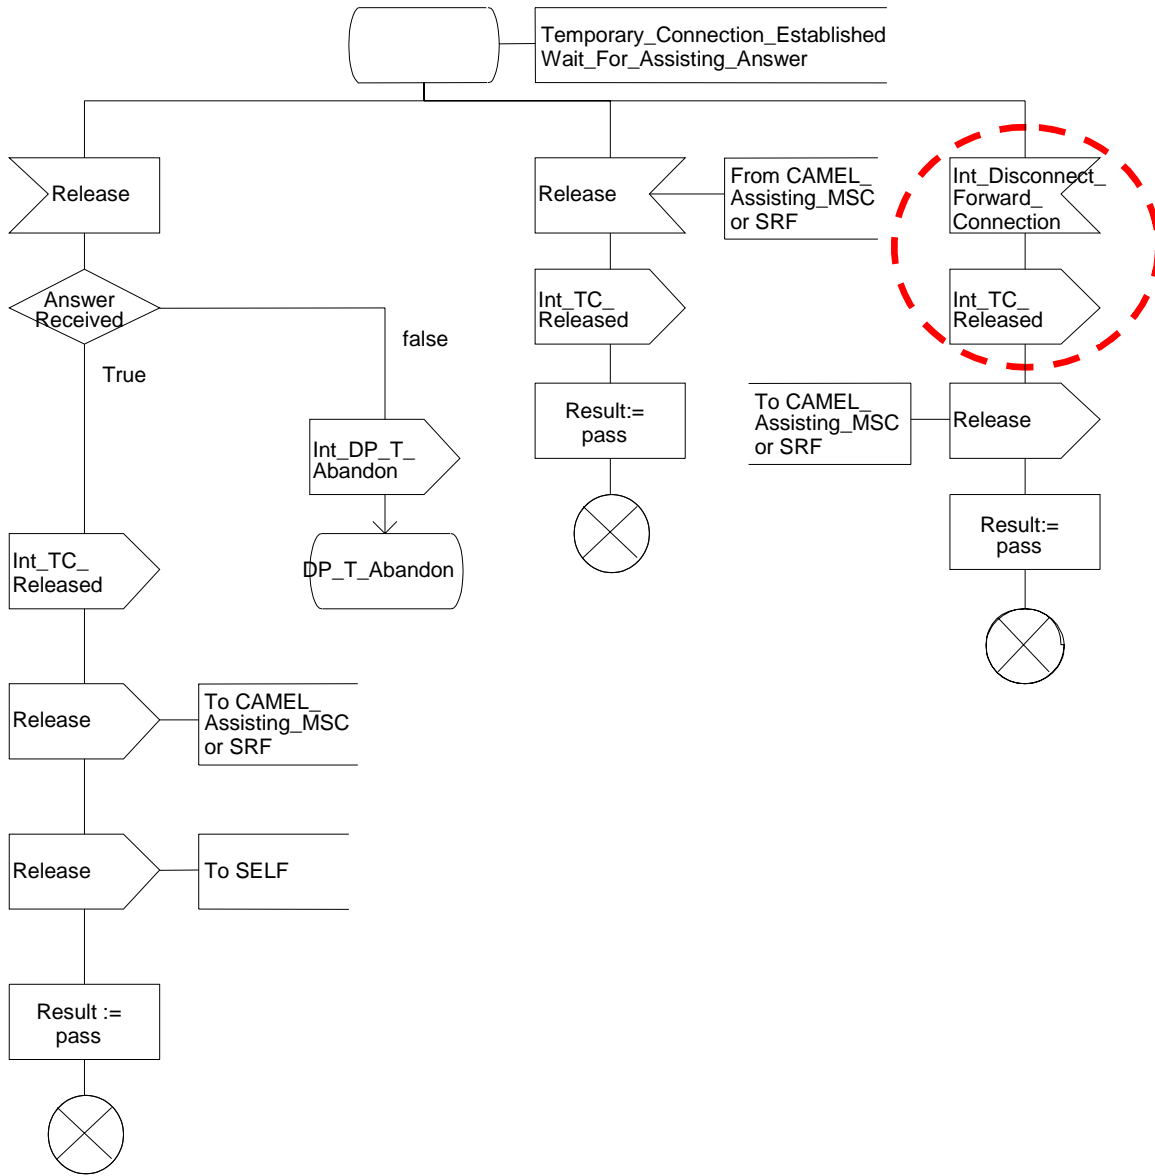 Temporary_Connection_Established
Wait_For_Assisting_Answer
Release
Release
From CAMEL_
Assisting_MSC
or SRF
Int_Disconnect_
Forward_
Connection
Answer
Received
false
True
Int_TC_
Released
Int_TC_
Released
Int_DP_T_
Abandon
Result:=
pass
To CAMEL_
Assisting_MSC
or SRF
Release
Int_TC_
Released
DP_T_Abandon
Result:=
pass
Release
To CAMEL_
Assisting_MSC
or SRF
Release
To SELF
Result :=
pass